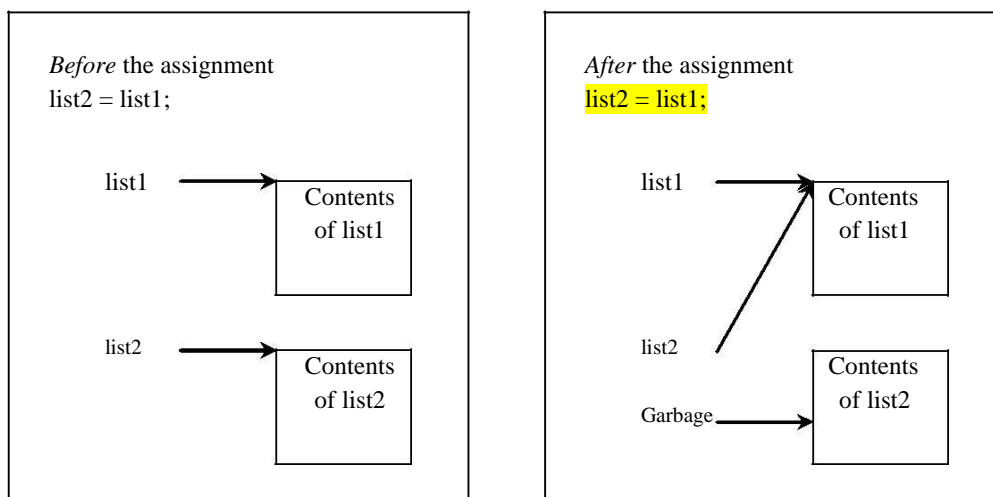 Before the assignment
list2 = list1;
list1
Contents
of list1
list2
Contents
of list2
After the assignment
list2 = list1;
list1
Contents
of list1
list2
Contents
of list2
Garbage